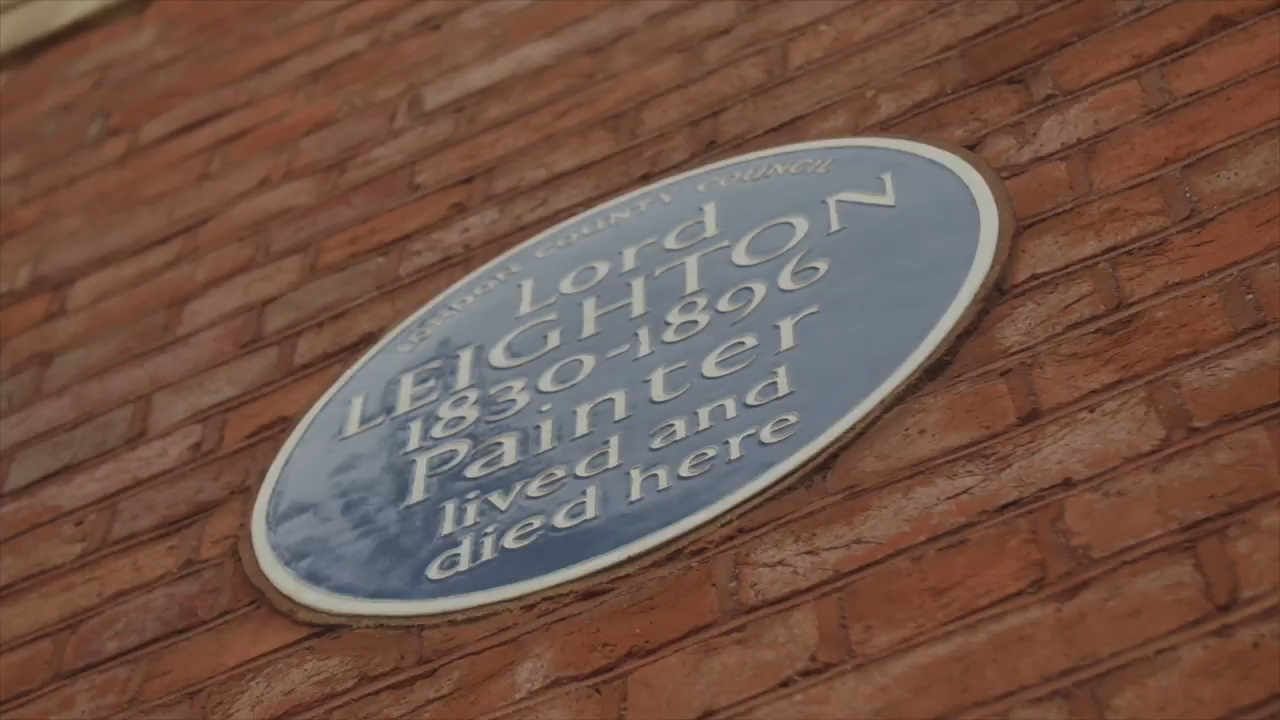 LONDON COUNTY COUNCIL
Lord
LEIGHTON
1830-1896
Painter
lived and
died here